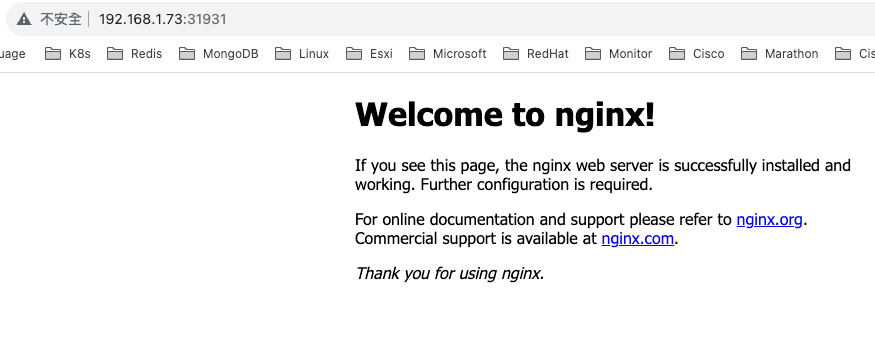 不安全 192.168.1.73:31931
uage K8s Redis MongoDB Linux Esxi Microsoft RedHat Monitor Cisco Marathon Cis
Welcome to nginx!
If you see this page, the nginx web server is successfully installed and
working. Further configuration is required.
For online documentation and support please refer to nginx.org.
Commercial support is available at nginx.com.
Thank you for using nginx.